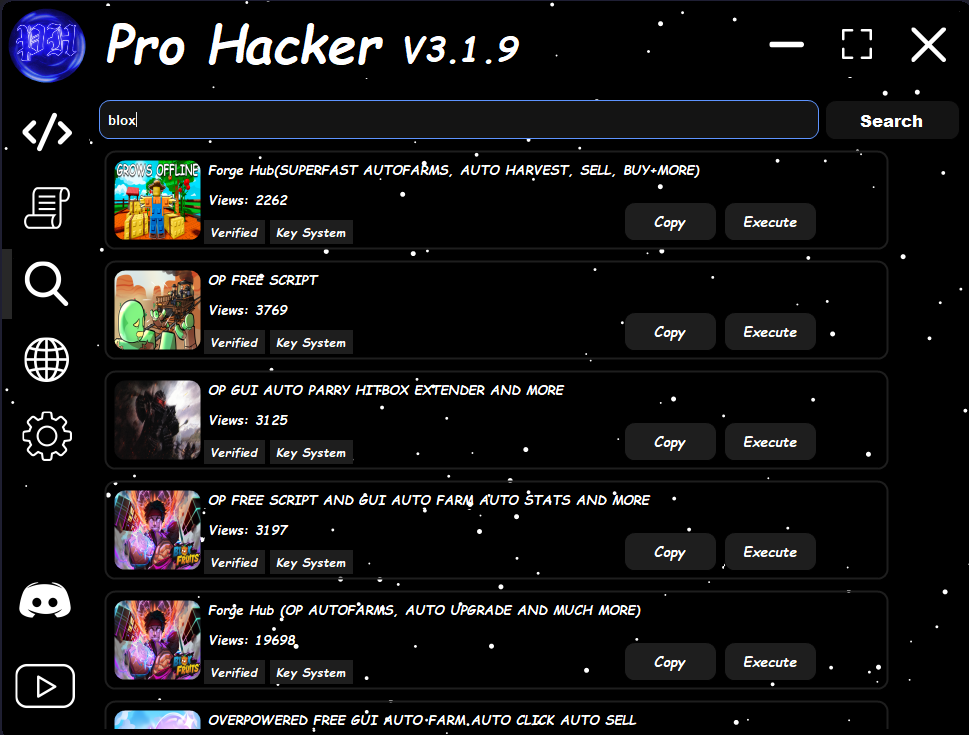 PH
Pro Hacker V3.1.9
blox
Search
GROWS OFFLINE
Forge Hub(SUPERFAST AUTOFARMS, AUTO HARVEST, SELL, BUY+MORE)
Views: 2262
Verified Key System
Copy Execute
OP FREE SCRIPT
Views: 3769
Verified Key System
Copy Execute
OP GUI AUTO PARRY HITBOX EXTENDER AND MORE
Views: 3125
Verified Key System
Copy Execute
BLOX FRUITS
OP FREE SCRIPT AND GUI AUTO FARM AUTO STATS AND MORE
Views: 3197
Verified Key System
Copy Execute
BLOX FRUITS
Forge Hub (OP AUTOFARMS, AUTO UPGRADE AND MUCH MORE)
Views: 19698
Verified Key System
Copy Execute
OVERPOWERED FREE GUI AUTO FARM AUTO CLICK AUTO SELL